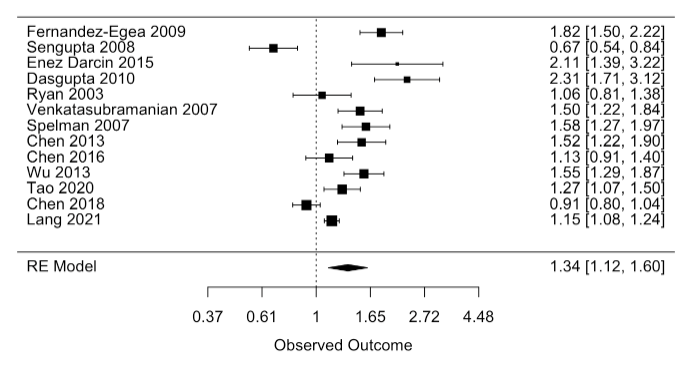 Fernandez-Egea 2009 1.82 [1.50, 2.22]
Sengupta 2008 0.67 [0.54, 0.84]
Enez Darcin 2015 2.11 [1.39, 3.22]
Dasgupta 2010 2.31 [1.71, 3.12]
Ryan 2003 1.06 [0.81, 1.38]
Venkatasubramanian 2007 1.50 [1.22, 1.84]
Spelman 2007 1.58 [1.27, 1.97]
Chen 2013 1.52 [1.22, 1.90]
Chen 2016 1.13 [0.91, 1.40]
Wu 2013 1.55 [1.29, 1.87]
Tao 2020 1.27 [1.07, 1.50]
Chen 2018 0.91 [0.80, 1.04]
Lang 2021 1.15 [1.08, 1.24]
RE Model 1.34 [1.12, 1.60]
0.37 0.61 1 1.65 2.72 4.48
Observed Outcome